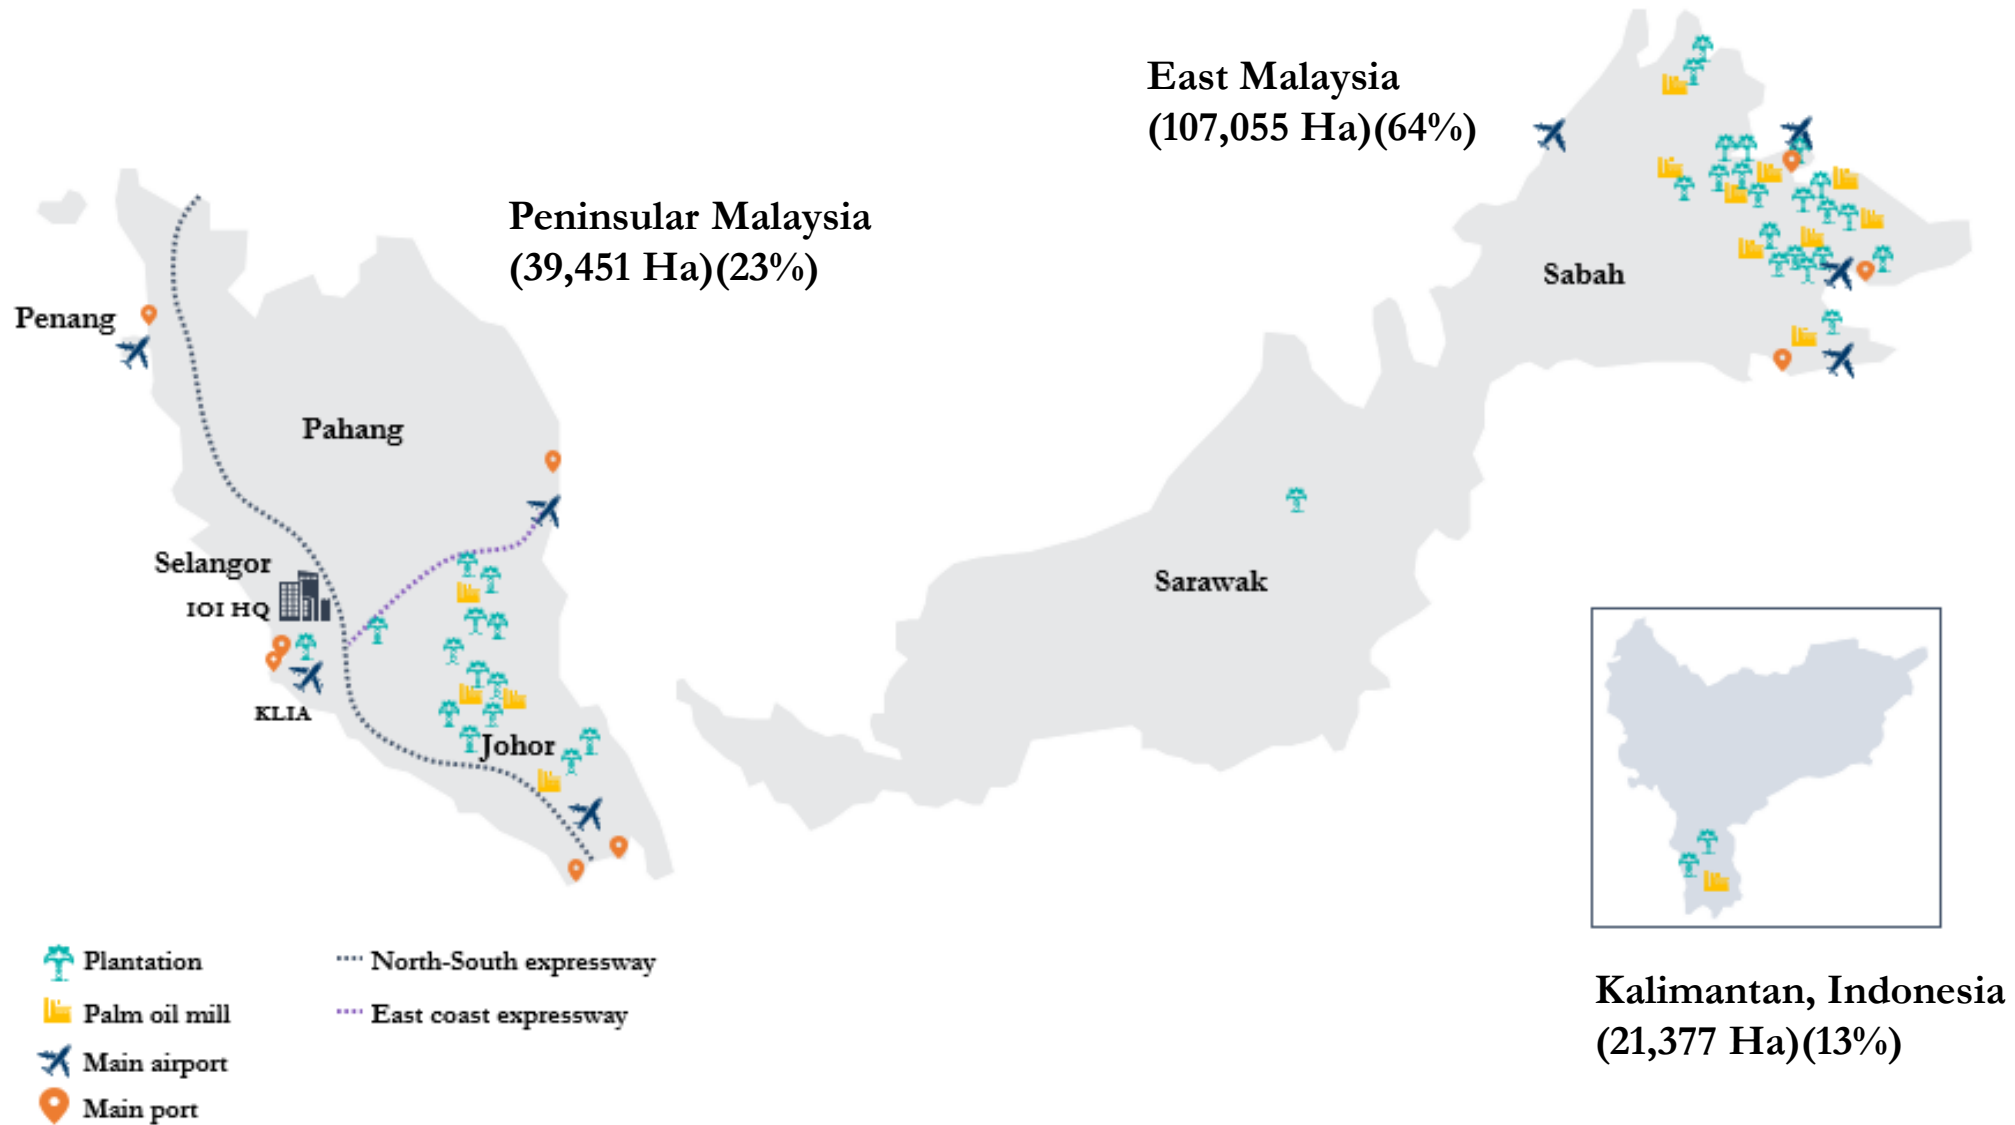 East Malaysia
(107,055 Ha)(64%)
Peninsular Malaysia
(39,451 Ha)(23%)
Sabah
Penang
Pahang
Selangor
IOI HQ
Sarawak
KLIA
Johor
Plantation
Palm oil mill
Main airport
Main port
North-South expressway
East coast expressway
Kalimantan, Indonesia
(21,377 Ha)(13%)